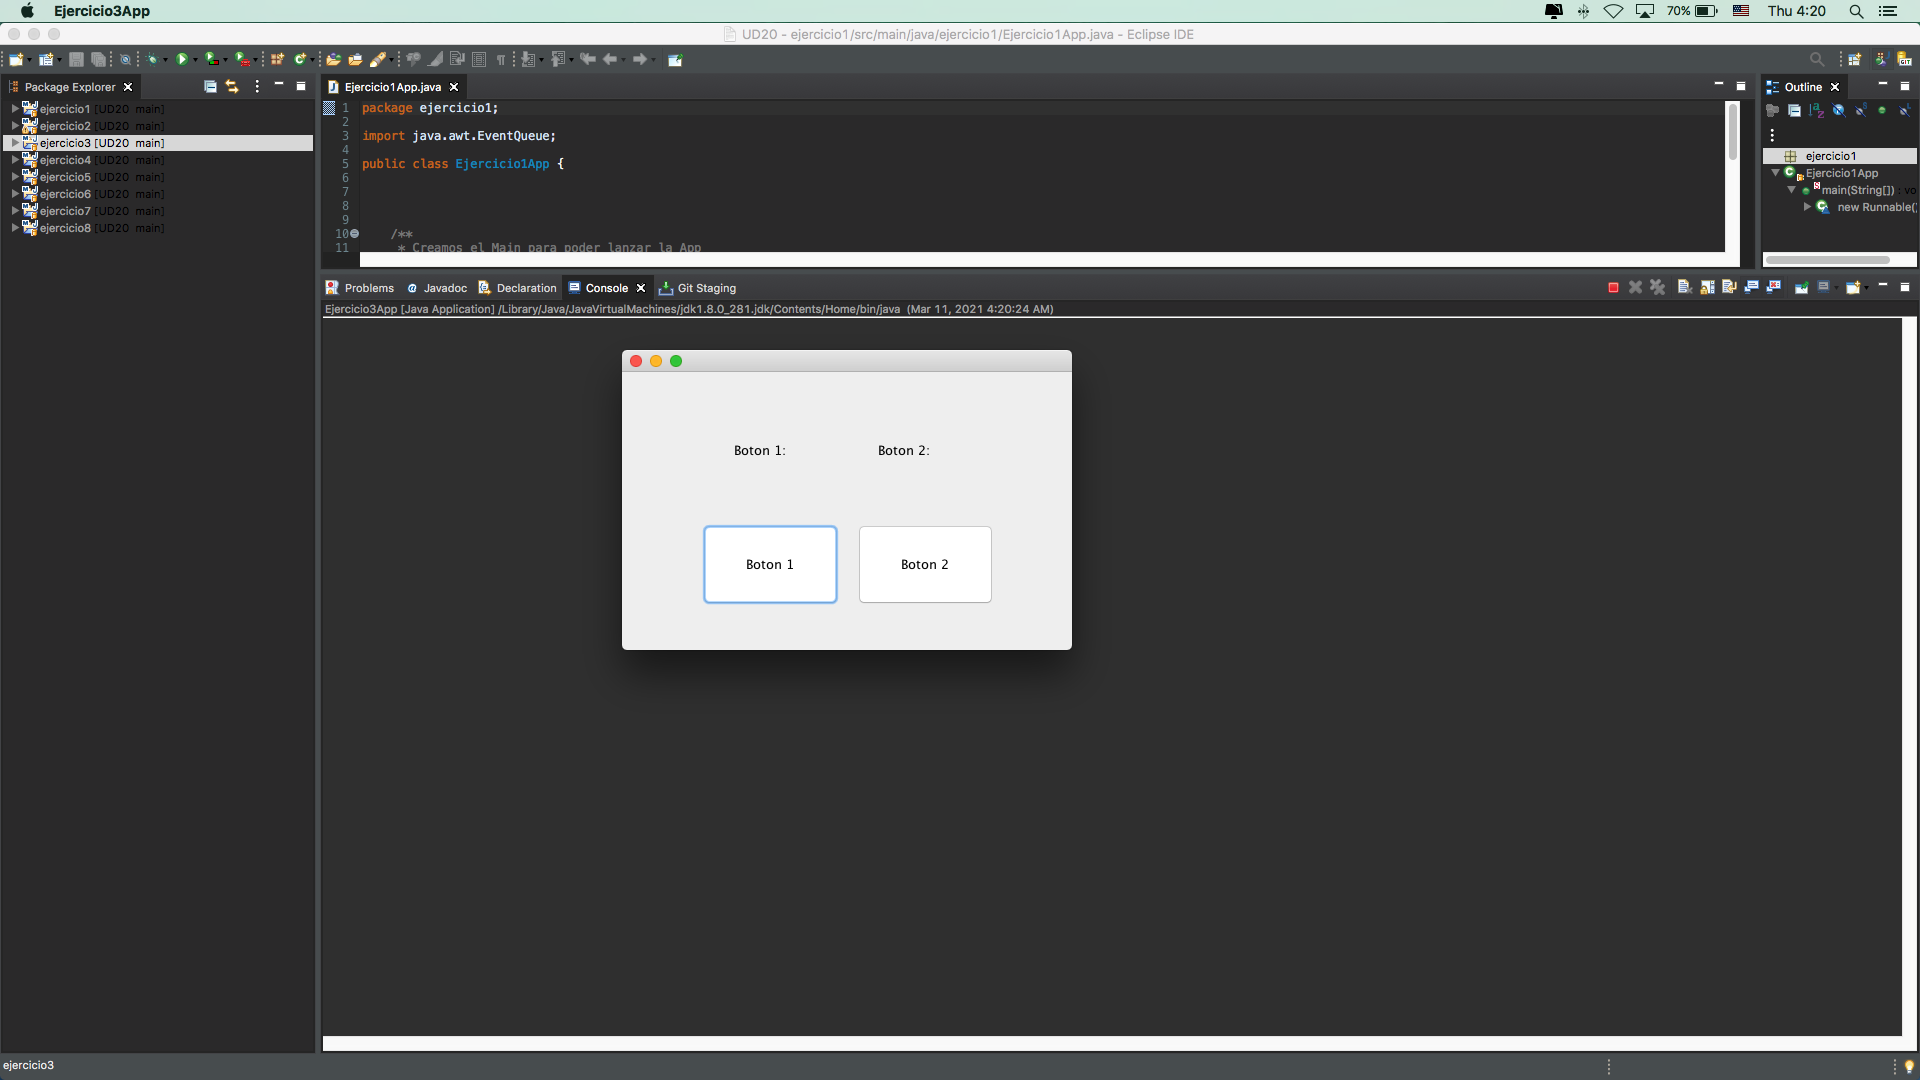 Ejercicio3App
70%
Thu 4:20
UD20 - ejercicio1/src/main/java/ejercicio1/Ejercicio1App.java - Eclipse IDE
Package Explorer
ejercicio1 [UD20 main]
ejercicio2 [UD20 main]
ejercicio3 [UD20 main]
ejercicio4 [UD20 main]
ejercicio5 [UD20 main]
ejercicio6 [UD20 main]
ejercicio7 [UD20 main]
ejercicio8 [UD20 main]
Ejercicio1App.java
1 package ejercicio1;
2
3 import java.awt.EventQueue;
4
5 public class Ejercicio1App {
6
7
8
9
10 /**
11 * Creamos el Main para poder lanzar la App
Outline
ejercicio1
Ejercicio1App
main(String[]) : vo
new Runnable()
Problems
Javadoc
Declaration
Console
Git Staging
Ejercicio3App [Java Application] /Library/Java/JavaVirtualMachines/jdk1.8.0_281.jdk/Contents/Home/bin/java (Mar 11, 2021 4:20:24 AM)
Boton 1:
Boton 2:
Boton 1
Boton 2
ejercicio3